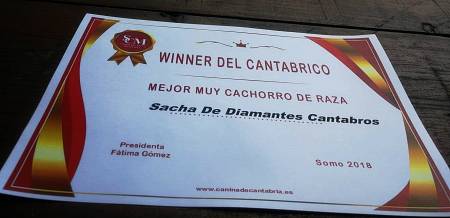 WINNER DEL CANTABRICO
MEJOR MUY CACHORRO DE RAZA
Sacha De Diamantes Cantabros
Presidenta
Fátima Gómez
Somo 2018
www.caninadecantabria.es